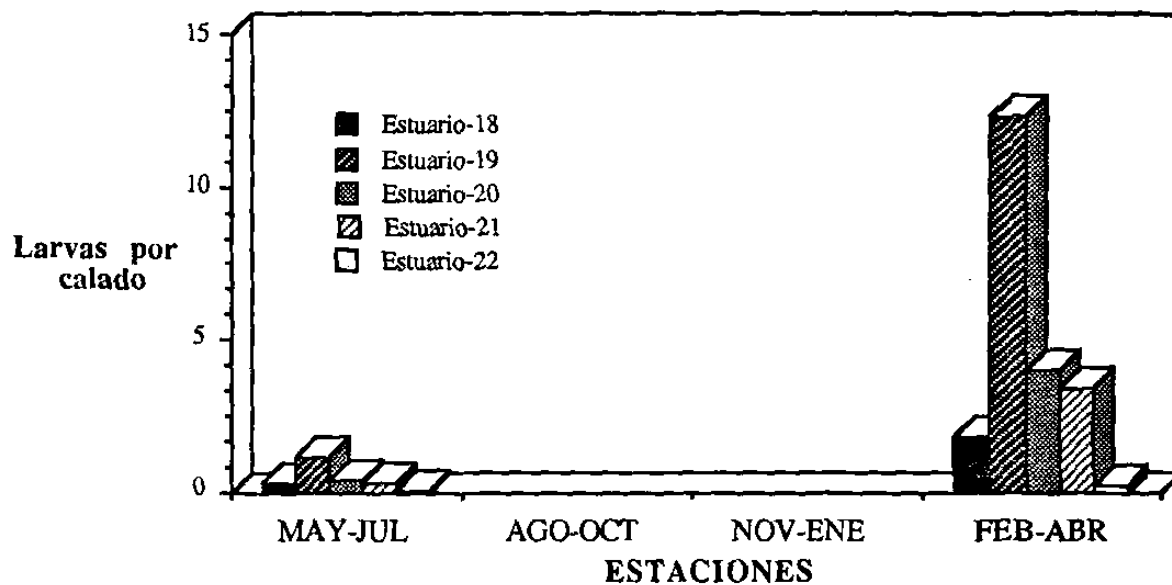 15
10
5
0
Larvas por
calado
Estuario-18
Estuario-19
Estuario-20
Estuario-21
Estuario-22
MAY-JUL AGO-OCT NOV-ENE FEB-ABR
ESTACIONES